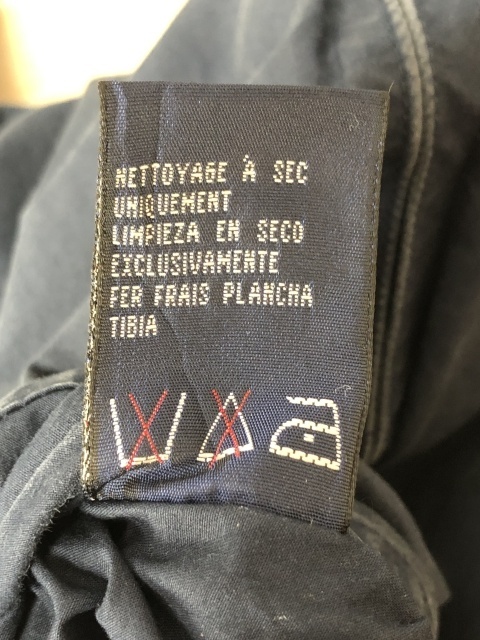 NETTOYAGE À SEC
UNIQUEMENT
LIMPIEZA EN SECO
EXCLUSIVAMENTE
FER FRAIS PLANCHA
TIBIA